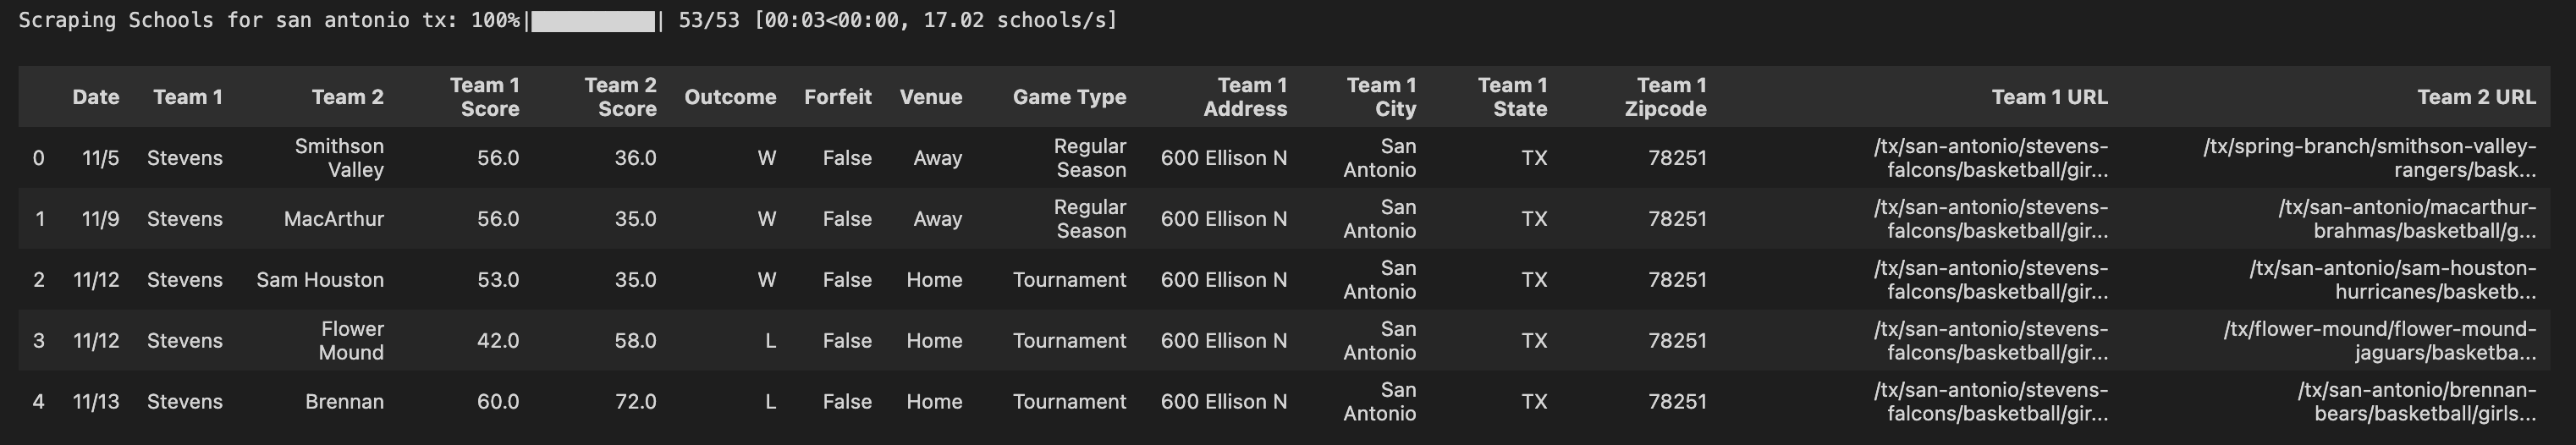 Scraping Schools for san antonio tx: 100%|██████████| 53/53 [00:03<00:00, 17.02 schools/s]
Date Team 1 Team 2 Team 1 Score Team 2 Score Outcome Forfeit Venue Game Type Team 1 Address Team 1 City Team 1 State Team 1 Zipcode Team 1 URL Team 2 URL
0 11/5 Stevens Smithson Valley 56.0 36.0 W False Away Regular Season 600 Ellison N San Antonio TX 78251 /tx/san-antonio/stevens-falcons/basketball/gir... /tx/spring-branch/smithson-valley-rangers/bask...
1 11/9 Stevens MacArthur 56.0 35.0 W False Away Regular Season 600 Ellison N San Antonio TX 78251 /tx/san-antonio/stevens-falcons/basketball/gir... /tx/san-antonio/macarthur-brahmas/basketball/g...
2 11/12 Stevens Sam Houston 53.0 35.0 W False Home Tournament 600 Ellison N San Antonio TX 78251 /tx/san-antonio/stevens-falcons/basketball/gir... /tx/san-antonio/sam-houston-hurricanes/basketb...
3 11/12 Stevens Flower Mound 42.0 58.0 L False Home Tournament 600 Ellison N San Antonio TX 78251 /tx/san-antonio/stevens-falcons/basketball/gir... /tx/flower-mound/flower-mound-jaguars/basketba...
4 11/13 Stevens Brennan 60.0 72.0 L False Home Tournament 600 Ellison N San Antonio TX 78251 /tx/san-antonio/stevens-falcons/basketball/gir... /tx/san-antonio/brennan-bears/basketball/girls...